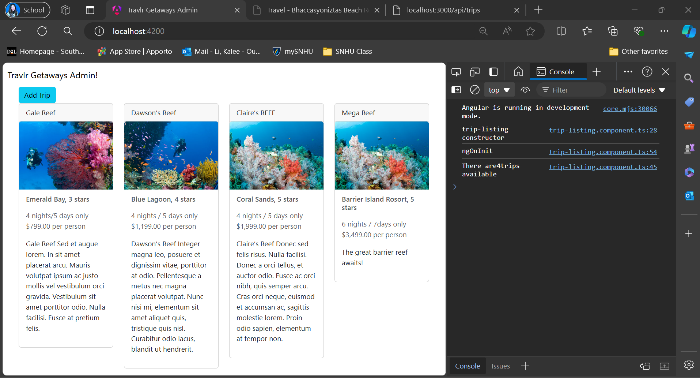 School
Travlr Getaways Admin
Travel - Bhaccasyoniztas Beach R
localhost:3000/api/trips
localhost:4200
Homepage - South...
App Store | Apporto
Mail - Li, Kalee - Ou...
mySNHU
SNHU Class
Other favorites
Travlr Getaways Admin!
Add Trip
Gale Reef
Emerald Bay, 3 stars
4 nights/5 days only
$799.00 per person
Gale Reef Sed et augue
lorem. In sit amet
placerat arcu. Mauris
volutpat ipsum ac justo
mollis vel vestibulum orci
gravida. Vestibulum sit
amet porttitor odio. Nulla
facilisi. Fusce at pretium
felis.
Dawson's Reef
Blue Lagoon, 4 stars
4 nights / 5 days only
$1,199.00 per person
Dawson's Reef Integer
magna leo, posuere et
dignissim vitae, porttitor
at odio. Pellentesque a
metus nec magna
placerat volutpat. Nunc
nisi mi, elementum sit
amet aliquet quis,
tristique quis nisl.
Curabitur odio lacus,
blandit ut hendrerit.
Claire's REEF
Coral Sands, 5 stars
4 nights / 5 days only
$1,999.00 per person
Claire's Reef Donec sed
felis risus. Nulla facilisi.
Donec a orci tellus, et
auctor odio. Fusce ac orci
nibh, quis semper arcu.
Cras orci neque, euismod
et accumsan ac, sagittis
molestie lorem. Proin
odio sapien, elementum
at tempor non.
Mega Reef
Barrier Island Rosort, 5
stars
6 nights / 7days only
$3,499.00 per person
The great barrier reef
awaits!
Console
top
Filter
Default levels
Angular is running in development core.mjs:30066
mode.
trip-listing trip-listing.component.ts:28
constructor
ngOnInit trip-listing.component.ts:54
There are4trips trip-listing.component.ts:45
available
Console
Issues